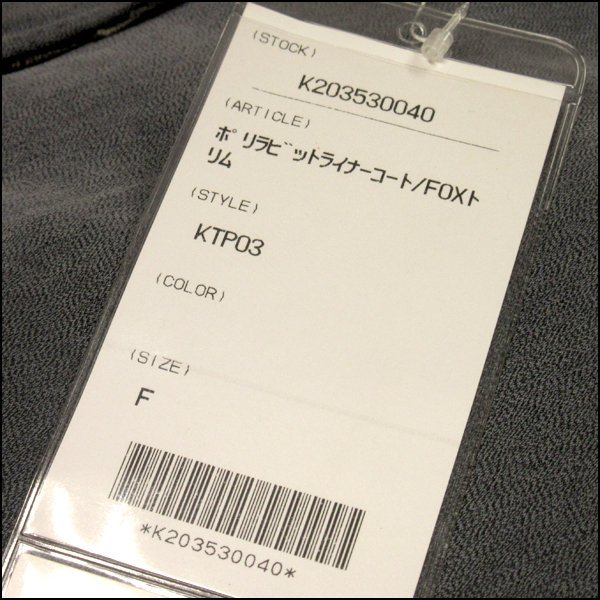 (STOCK)
K203530040
(ARTICLE)
ポリラビットライナーコート/FOXト
リム
(STYLE)
KTP03
(COLOR)
(SIZE)
F
*K203530040*